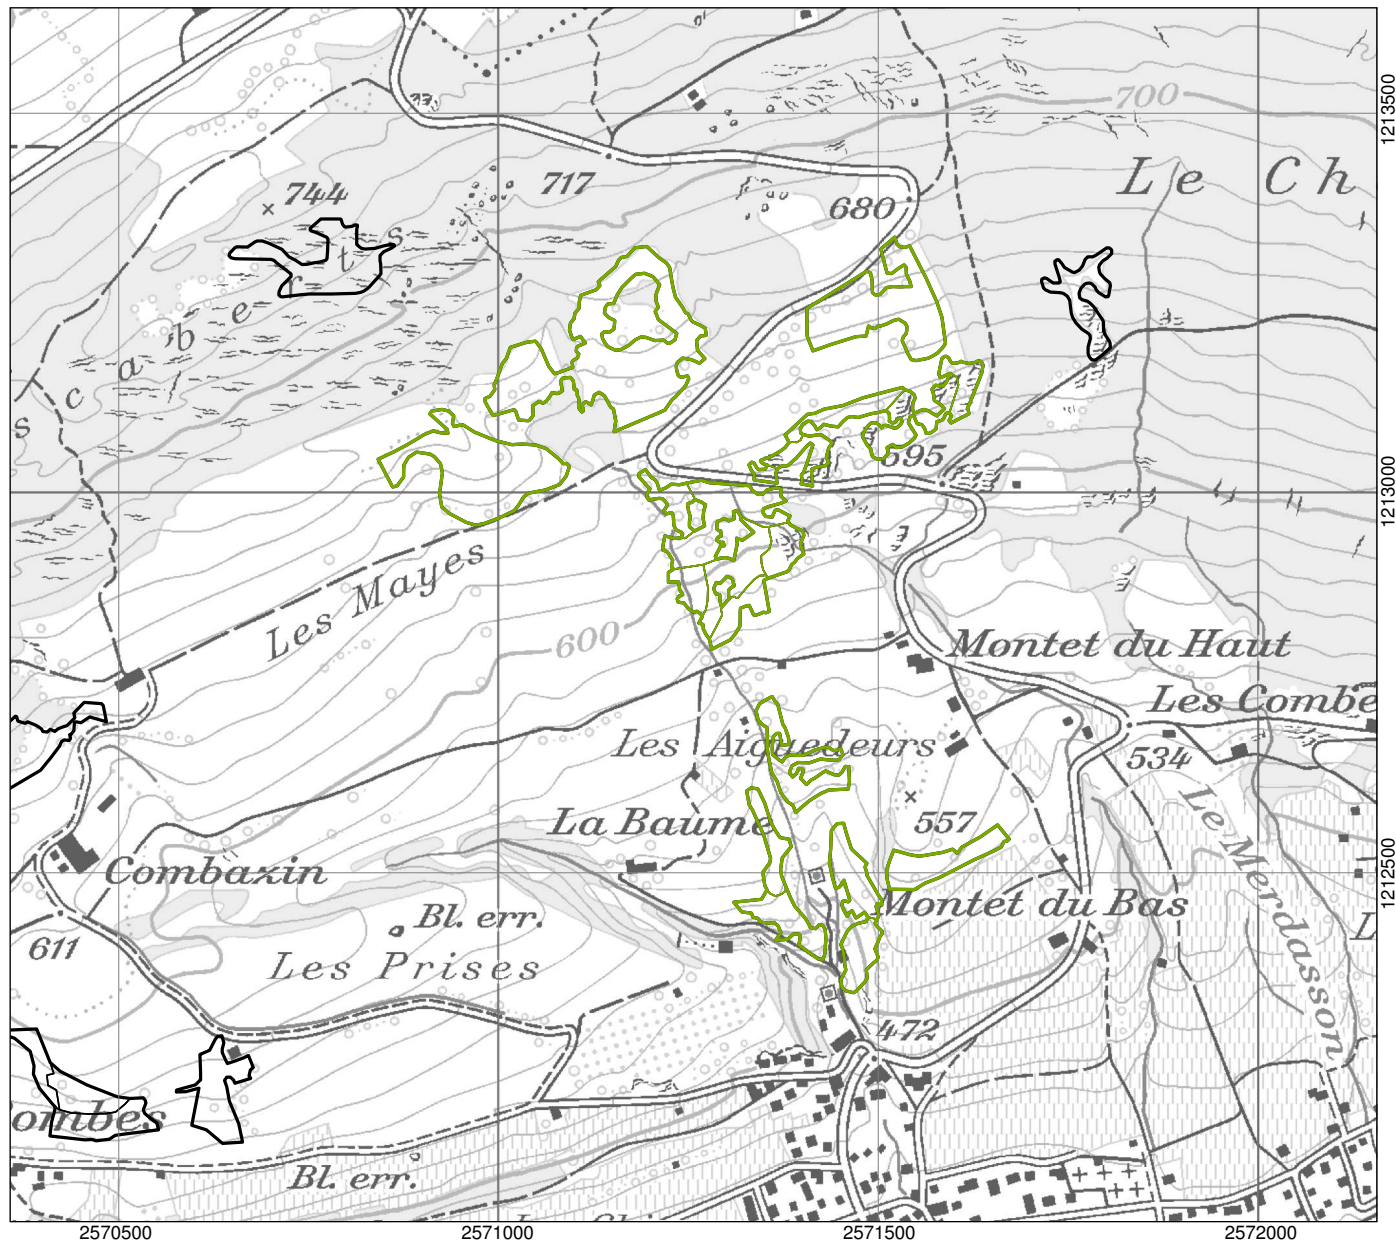 700
1213500
Le Ch
744
717
680
scaberts
695
1213000
Les Mayes
600
Montet du Haut
Les Combe
Les Aiguedeurs
534
La Baume
557
Le Merdasson
Combaxin
1212500
Bl. err.
Montet du Bas
L
611
Les Prises
472
ombes
Bl. err.
2570500
2571000
2571500
2572000